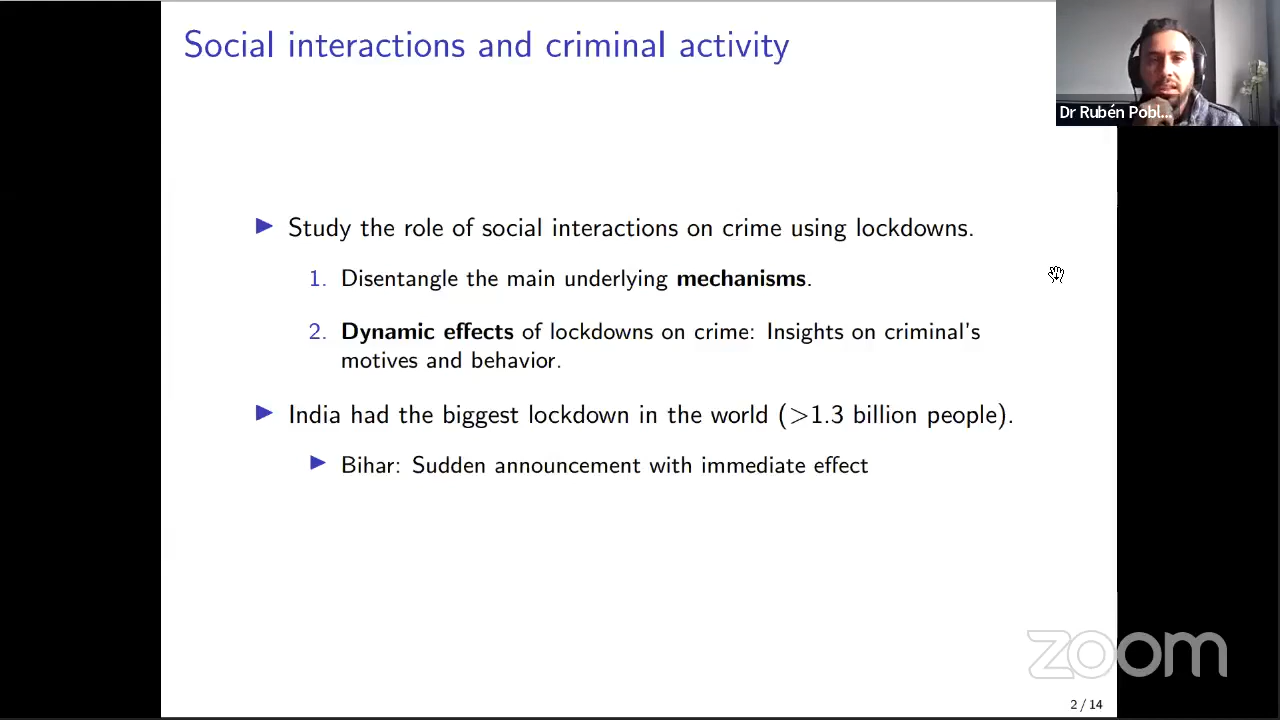 Social interactions and criminal activity
Dr Rubén Pobl...
▶ Study the role of social interactions on crime using lockdowns.
1. Disentangle the main underlying mechanisms.
2. Dynamic effects of lockdowns on crime: Insights on criminal's
motives and behavior.
▶ India had the biggest lockdown in the world (>1.3 billion people).
▶ Bihar: Sudden announcement with immediate effect
zoom
2 / 14